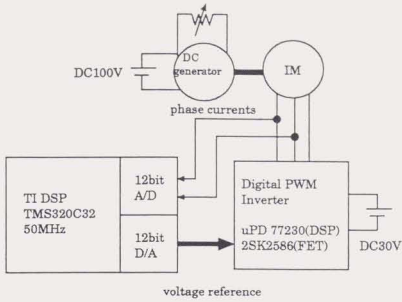 DC
generator
IM
DC100V
phase currents
TI DSP
TMS320C32
50MHz
12bit
A/D
12bit
D/A
Digital PWM
Inverter
uPD 77230(DSP)
2SK2586(FET)
DC30V
voltage reference